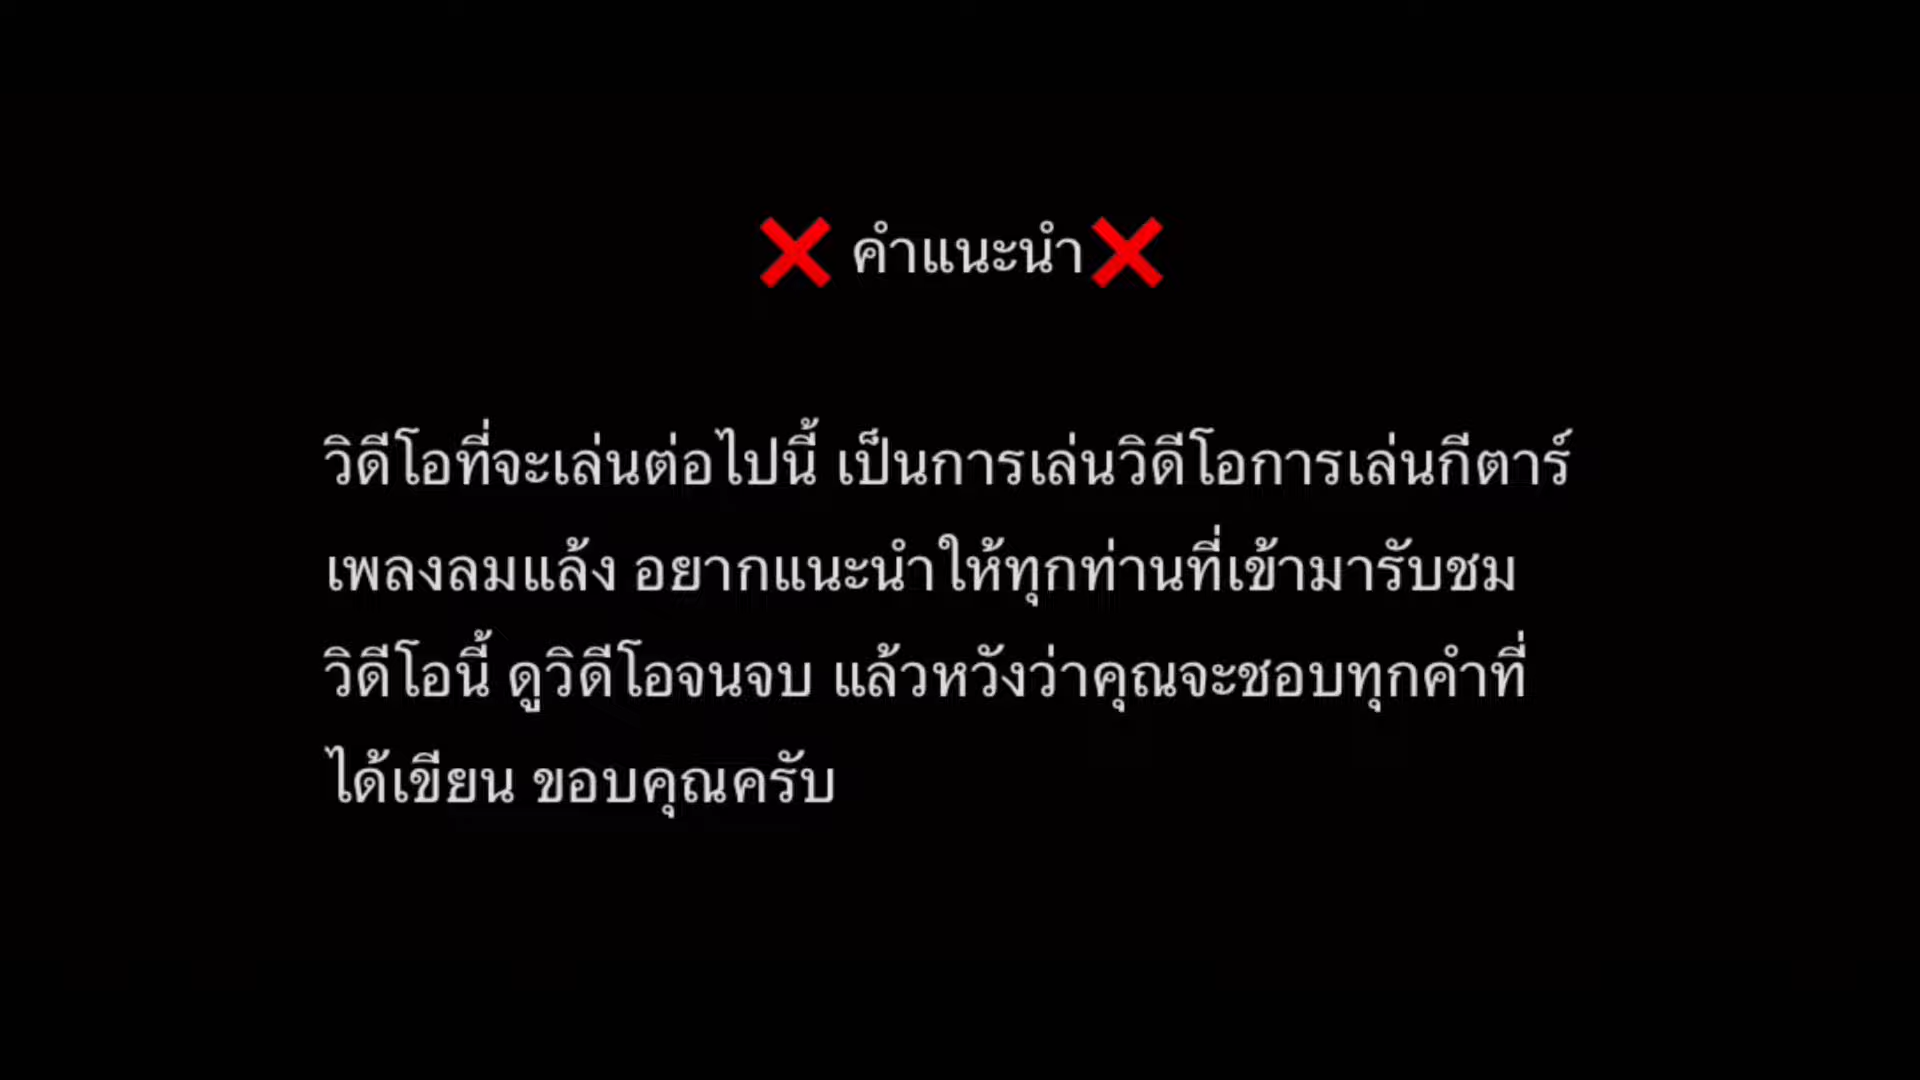 ❌ คำแนะนำ❌
วิดีโอที่จะเล่นต่อไปนี้ เป็นการเล่นวิดีโอการเล่นกีตาร์
เพลงลมแล้ง อยากแนะนำให้ทุกท่านที่เข้ามารับชม
วิดีโอนี้ ดูวิดีโอจนจบ แล้วหวังว่าคุณจะชอบทุกคำที่
ได้เขียน ขอบคุณครับ